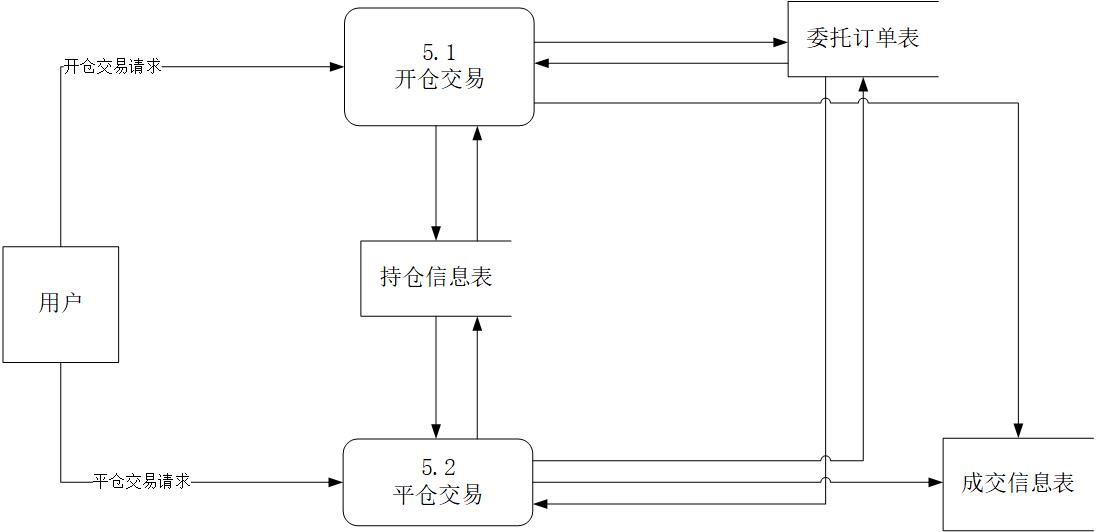 委托订单表
5.1
开仓交易
开仓交易请求
持仓信息表
用户
5.2
平仓交易
平仓交易请求
成交信息表